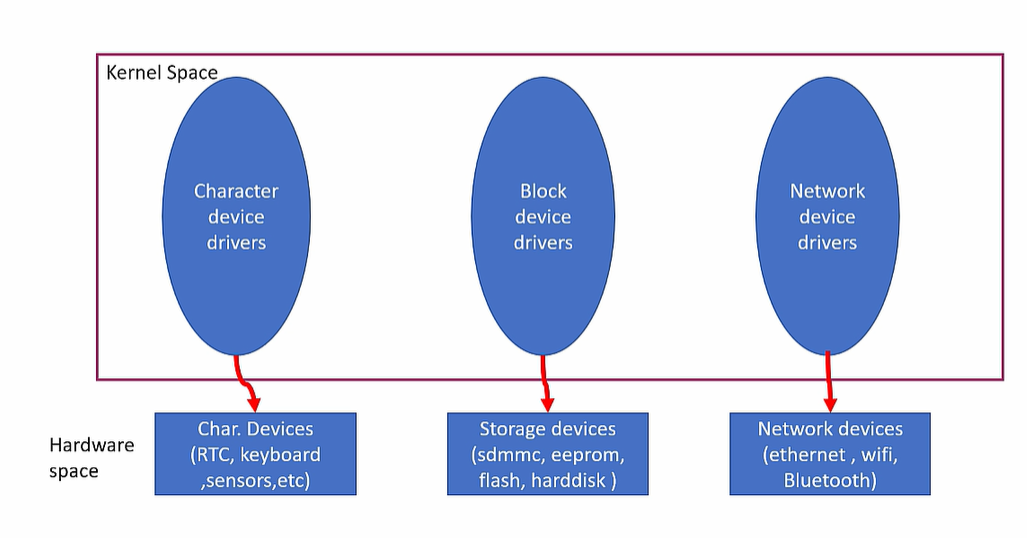 Kernel Space
Character
device
drivers
Block
device
drivers
Network
device
drivers
Hardware
space
Char. Devices
(RTC, keyboard
,sensors,etc)
Storage devices
(sdmmc, eeprom,
flash, harddisk )
Network devices
(ethernet , wifi,
Bluetooth)